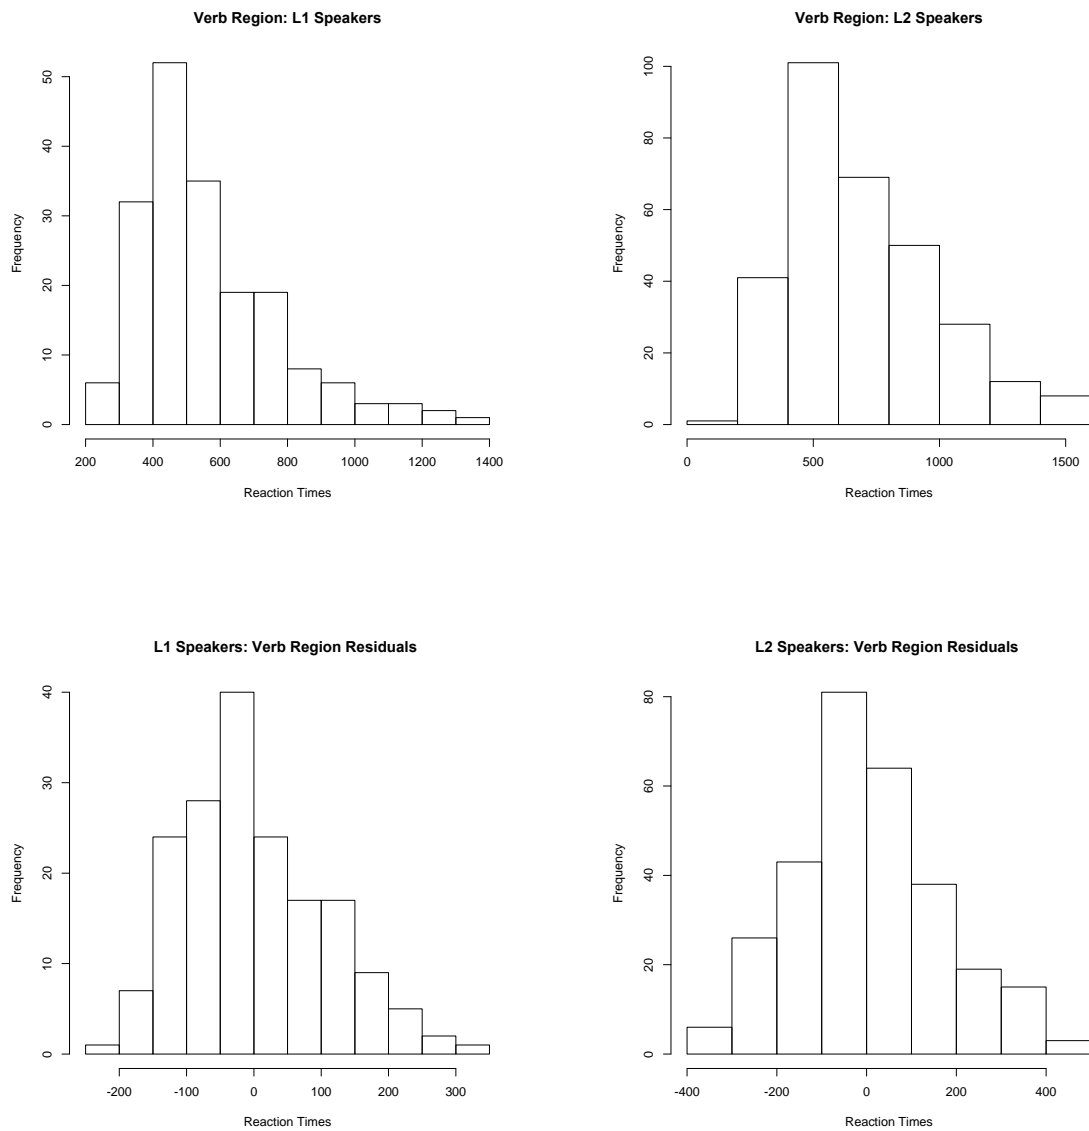 Verb Region: L1 Speakers
Frequency
50
40
30
20
10
0
200 400 600 800 1000 1200 1400
Reaction Times
Verb Region: L2 Speakers
Frequency
100
80
60
40
20
0
0 500 1000 1500
Reaction Times
L1 Speakers: Verb Region Residuals
Frequency
40
30
20
10
0
-200 -100 0 100 200 300
Reaction Times
L2 Speakers: Verb Region Residuals
Frequency
80
60
40
20
0
-400 -200 0 200 400
Reaction Times